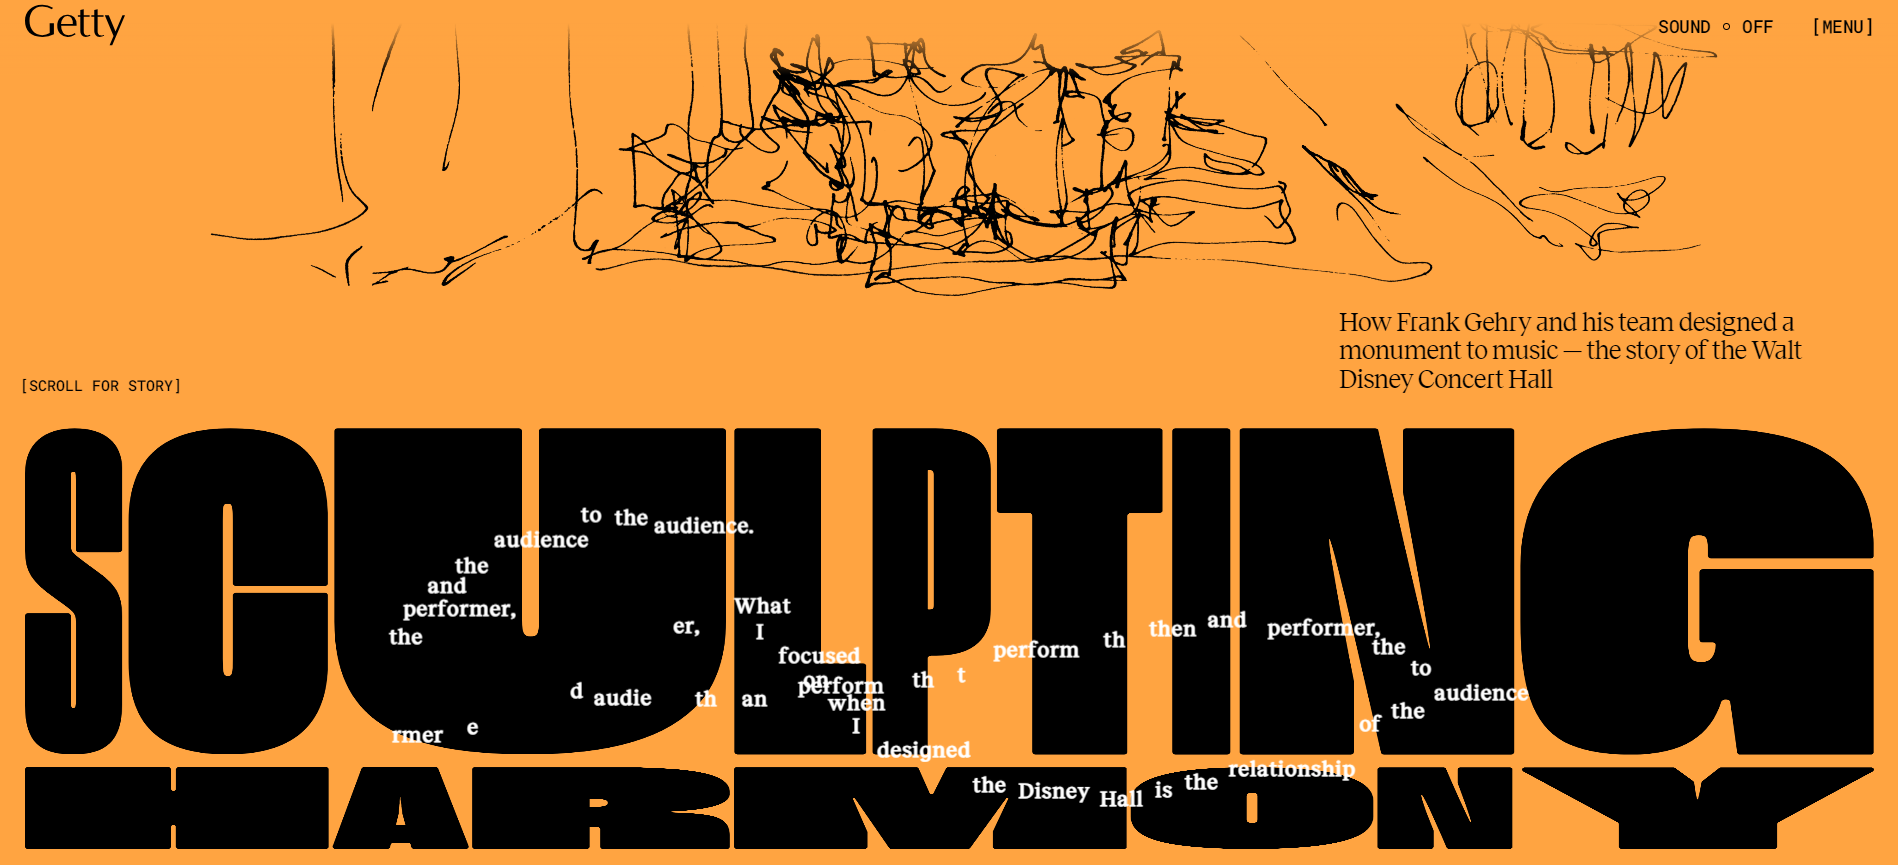 Getty
SOUND ○ OFF [MENU]
How Frank Gehry and his team designed a
monument to music — the story of the Walt
Disney Concert Hall
[SCROLL FOR STORY]
SCULPTING
HARMONY
What
I
focused
on
when
I
designed
the Disney Hall is the relationship
of the
audience
to
the
performer,
and
then
th
perform
t
th
perform
an
th
audie
d
e
rmer
er,
the
performer,
and
the
audience
to the audience.